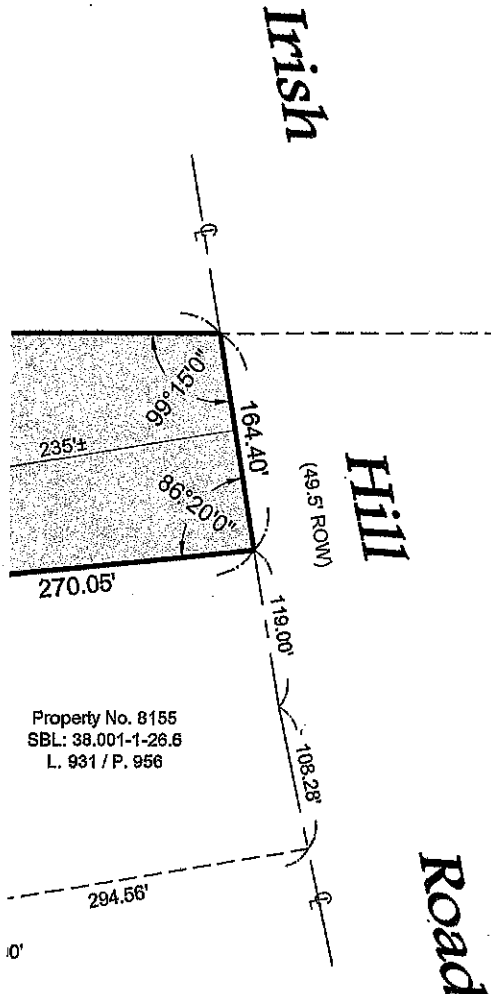 Irish
Hill
Road
(49.5' ROW)
℄
99°15'0"
164.40'
235'±
86°20'0"
270.05'
119.00'
Property No. 8155
SBL: 38.001-1-26.6
L. 931 / P. 956
108.28'
294.56'
℄
0'